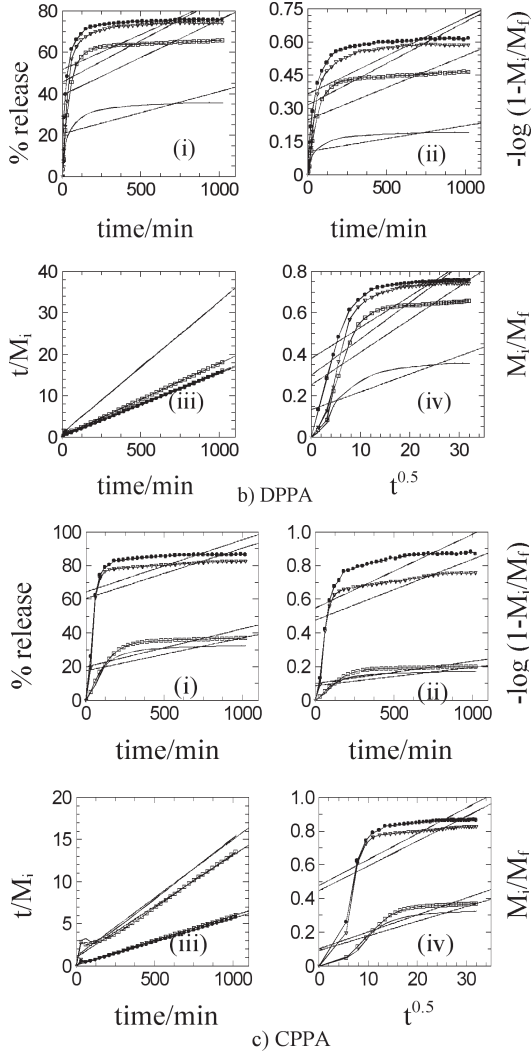 80
60
40
20
0
% release
(i)
0 500 1000
time/min
0.75
0.60
0.45
0.30
0.15
0
(ii)
-log (1-Mi/Mf)
0 500 1000
time/min
40
30
20
10
0
t/Mi
(iii)
0 500 1000
time/min
0.8
0.6
0.4
0.2
0
(iv)
Mi/Mf
0 10 20 30
t0.5
b) DPPA
100
80
60
40
20
0
% release
(i)
0 500 1000
time/min
1.0
0.8
0.6
0.4
0.2
0
(ii)
-log (1-Mi/Mf)
0 500 1000
time/min
20
15
10
5
0
t/Mi
(iii)
0 500 1000
time/min
1.0
0.8
0.6
0.4
0.2
0
(iv)
Mi/Mf
0 10 20 30
t0.5
c) CPPA